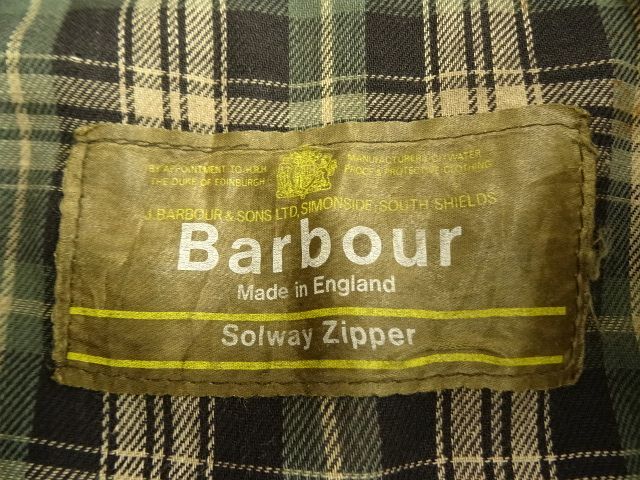 BY APPOINTMENT TO H.R.H
THE DUKE OF EDINBURGH
MANUFACTURERS OF WATER
PROOF & PROTECTIVE CLOTHING
J. BARBOUR & SONS LTD, SIMONSIDE, SOUTH SHIELDS
Barbour
Made in England
Solway Zipper